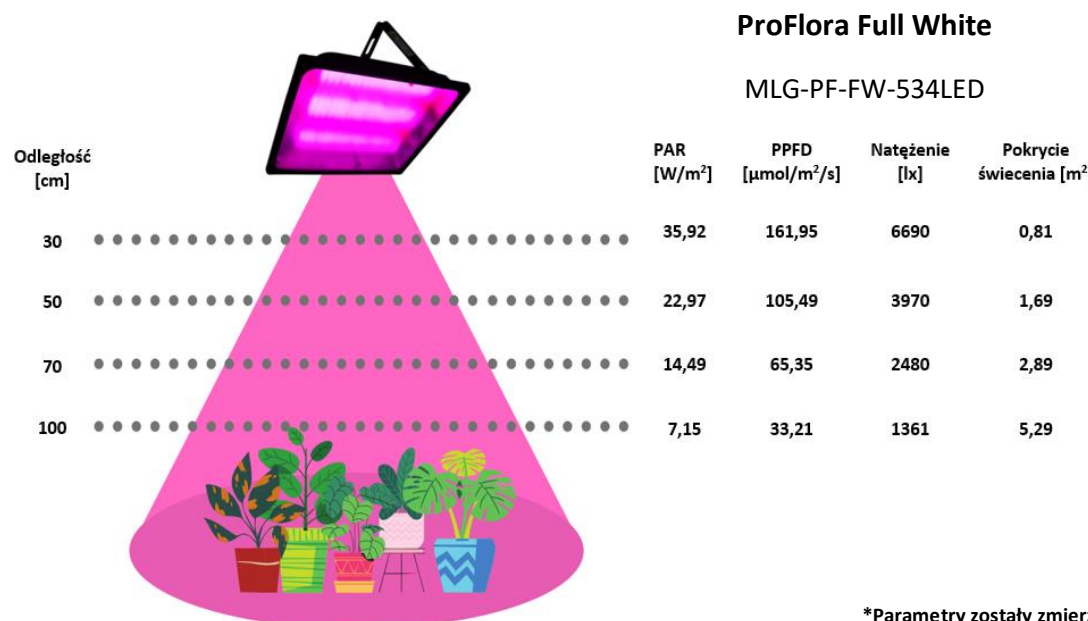 ProFlora Full White
MLG-PF-FW-534LED
Odległość
[cm]
PAR
[W/m²]
PPFD
[μmol/m²/s]
Natężenie
[lx]
Pokrycie
świecenia [m²
30 35,92 161,95 6690 0,81
50 22,97 105,49 3970 1,69
70 14,49 65,35 2480 2,89
100 7,15 33,21 1361 5,29
*Parametry zostały